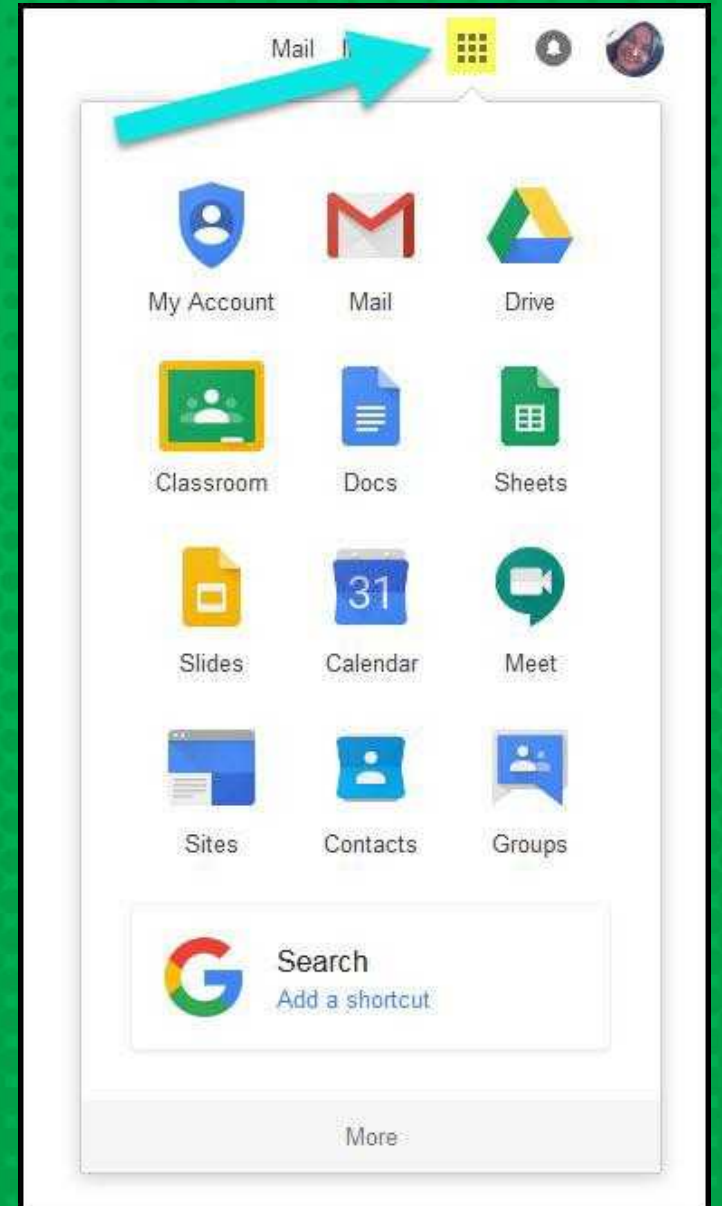 Mail
My Account Mail Drive
Classroom Docs Sheets
31
Slides Calendar Meet
Sites Contacts Groups
Search
Add a shortcut
More